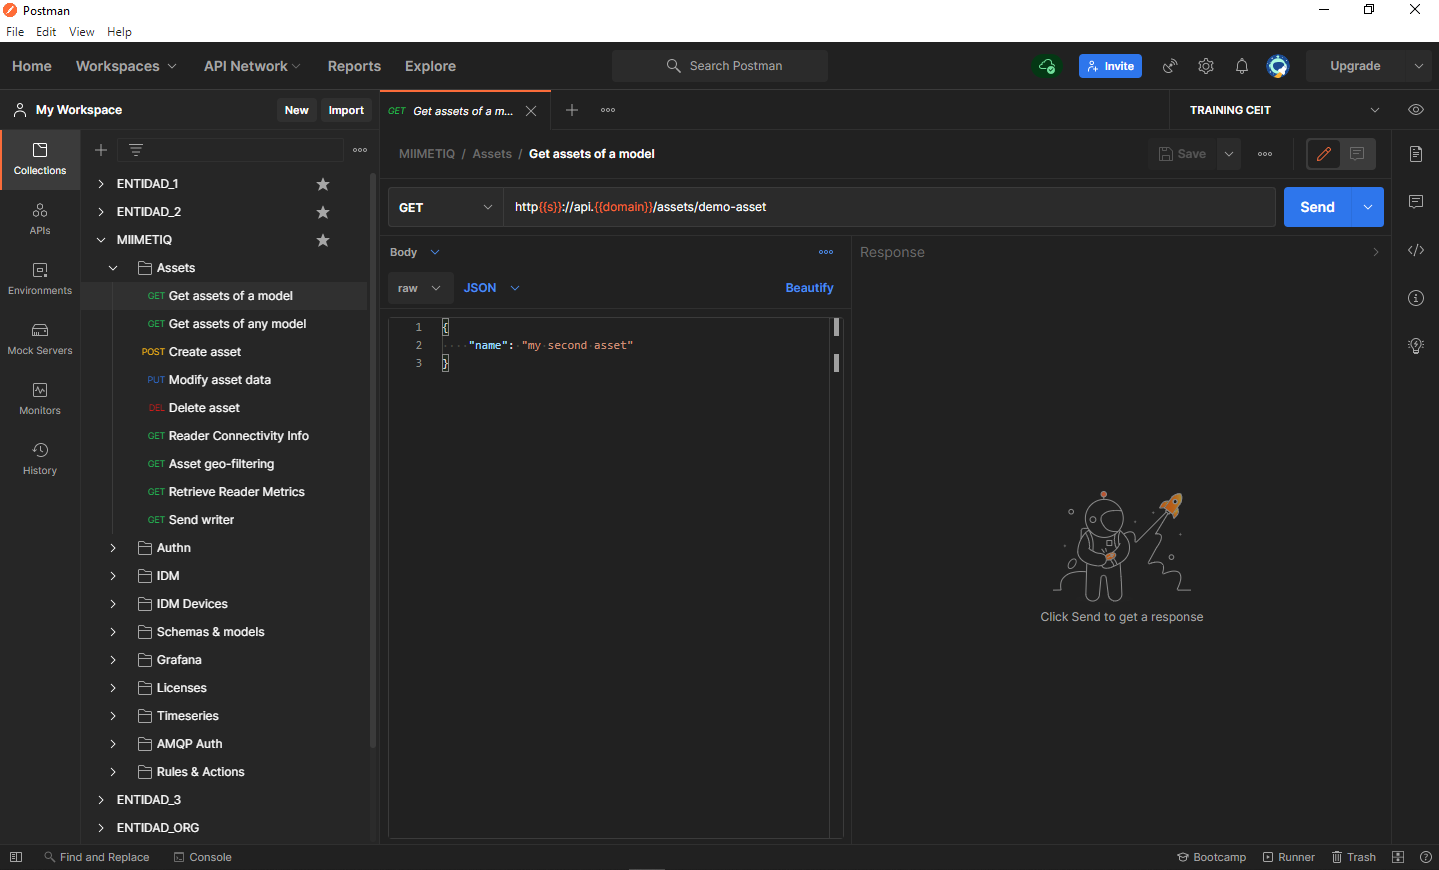 Postman
File Edit View Help
Home Workspaces API Network Reports Explore Search Postman Invite Upgrade
My Workspace New Import GET Get assets of a m... TRAINING CEIT
Collections
APIs
Environments
Mock Servers
Monitors
History
ENTIDAD_1
ENTIDAD_2
MIIMETIQ
Assets
GET Get assets of a model
GET Get assets of any model
POST Create asset
PUT Modify asset data
DEL Delete asset
GET Reader Connectivity Info
GET Asset geo-filtering
GET Retrieve Reader Metrics
GET Send writer
Authn
IDM
IDM Devices
Schemas & models
Grafana
Licenses
Timeseries
AMQP Auth
Rules & Actions
ENTIDAD_3
ENTIDAD_ORG
MIIMETIQ / Assets / Get assets of a model Save
GET http{{s}}://api.{{domain}}/assets/demo-asset Send
Body
raw JSON Beautify
1 {
2 "name": "my second asset"
3 }
Response
Click Send to get a response
Find and Replace Console Bootcamp Runner Trash